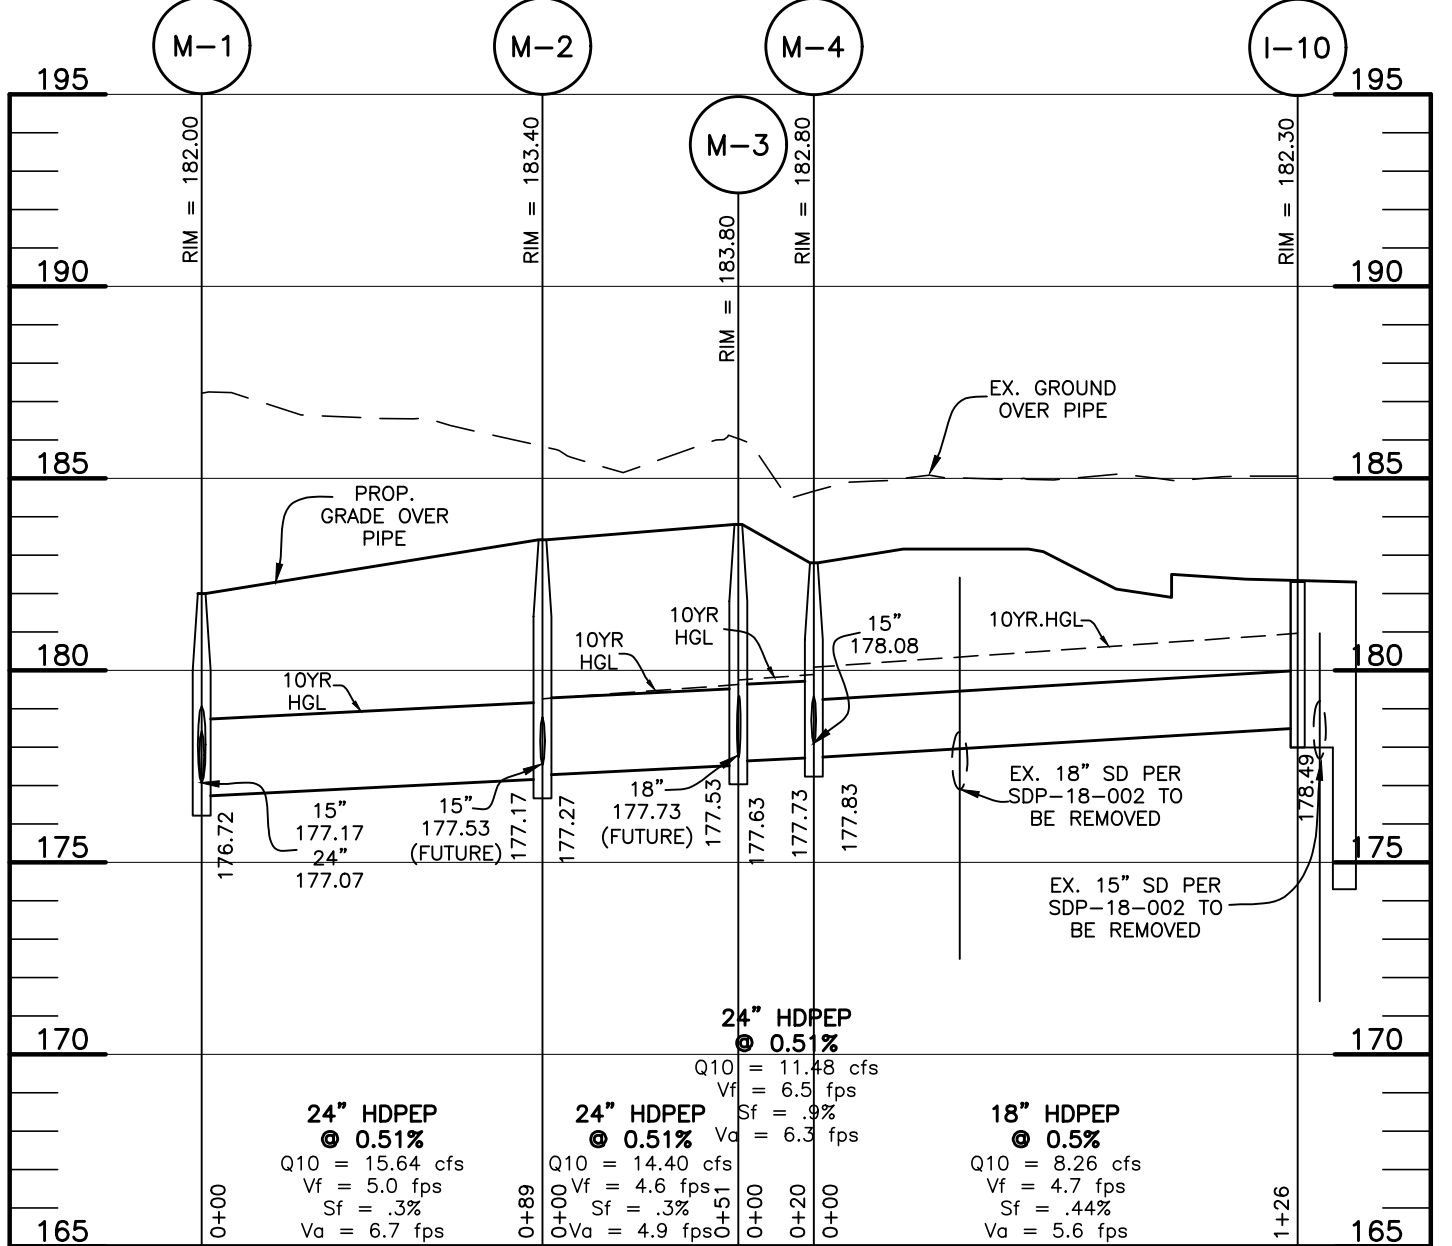 M-1
M-2
M-4
I-10
M-3
195
195
RIM = 182.00
RIM = 183.40
RIM = 183.80
RIM = 182.80
RIM = 182.30
190
190
EX. GROUND
OVER PIPE
185
185
PROP.
GRADE OVER
PIPE
10YR
HGL
15”
178.08
10YR.HGL
10YR
HGL
180
180
10YR
HGL
176.72
15”
177.17
24”
177.07
15”
177.53
(FUTURE)
177.17
177.27
18”
177.73
(FUTURE)
177.53
177.63
177.73
177.83
EX. 18” SD PER
SDP-18-002 TO
BE REMOVED
178.49
175
175
EX. 15” SD PER
SDP-18-002 TO
BE REMOVED
24” HDPEP
@ 0.51%
Q10 = 11.48 cfs
Vf = 6.5 fps
Sf = .9%
Va = 6.3 fps
170
170
24” HDPEP
@ 0.51%
Q10 = 15.64 cfs
Vf = 5.0 fps
Sf = .3%
Va = 6.7 fps
24” HDPEP
@ 0.51%
Q10 = 14.40 cfs
Vf = 4.6 fps
Sf = .3%
Va = 4.9 fps
18” HDPEP
@ 0.5%
Q10 = 8.26 cfs
Vf = 4.7 fps
Sf = .44%
Va = 5.6 fps
165
0+00
0+89
0+00
0+51
0+00
0+20
0+00
1+26
165